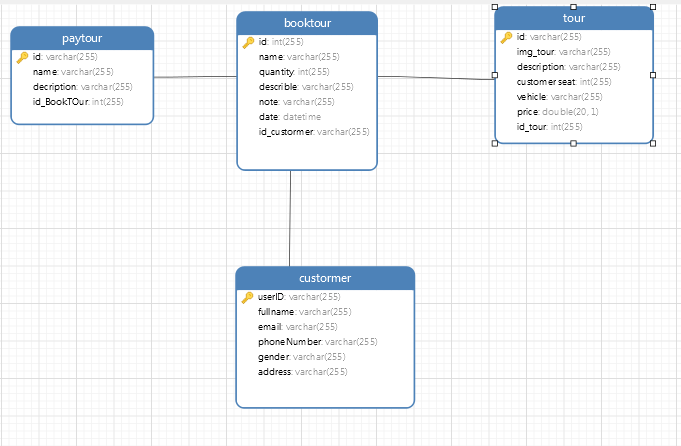 paytour
id: varchar(255)
name: varchar(255)
decription: varchar(255)
id_BookTOur: int(255)
booktour
id: int(255)
name: varchar(255)
quantity: int(255)
describle: varchar(255)
note: varchar(255)
date: datetime
id_custormer: varchar(255)
tour
id: varchar(255)
img_tour: varchar(255)
description: varchar(255)
customerseat: int(255)
vehicle: varchar(255)
price: double(20, 1)
id_tour: int(255)
custormer
userID: varchar(255)
fullname: varchar(255)
email: varchar(255)
phoneNumber: varchar(255)
gender: varchar(255)
address: varchar(255)